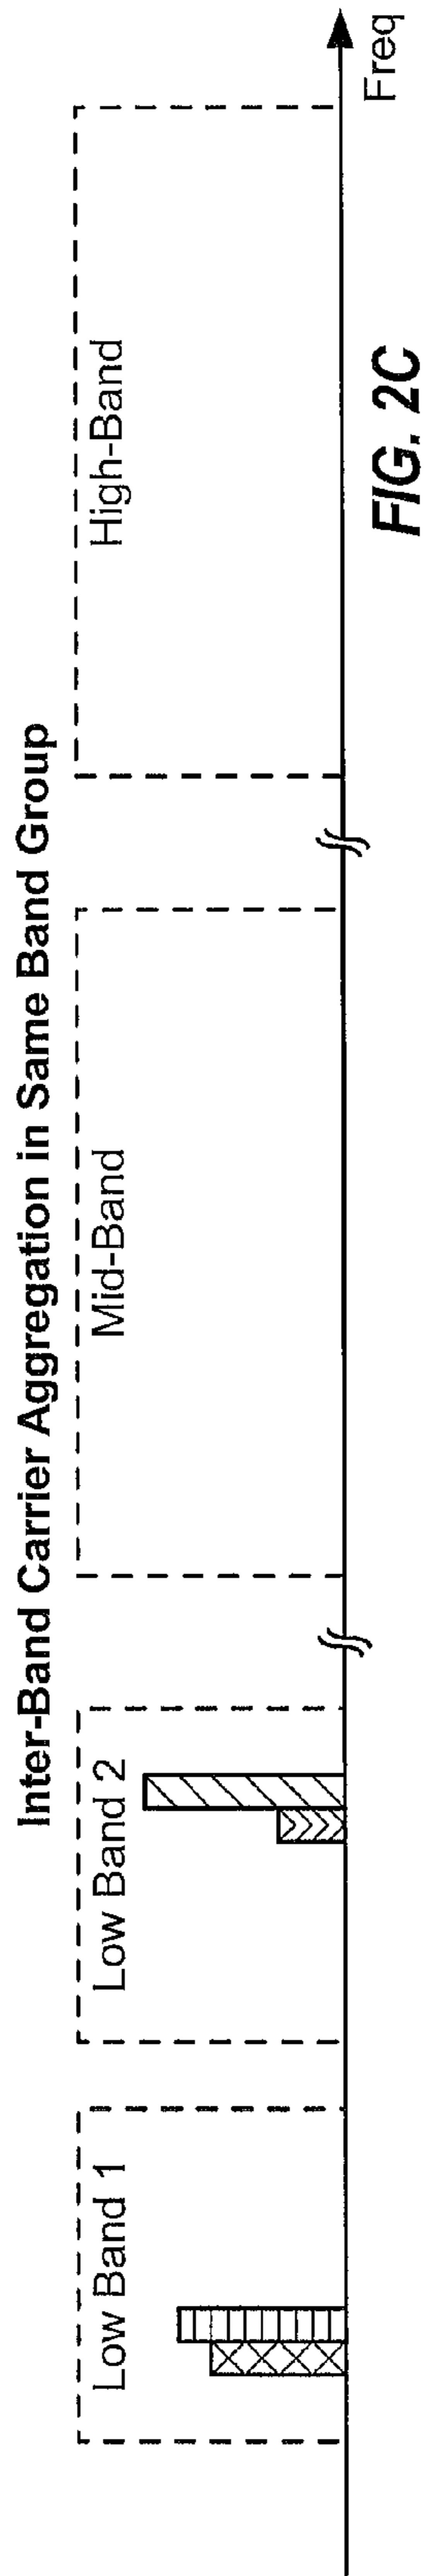 Inter-Band Carrier Aggregation in Same Band Group
Low Band 1
Low Band 2
Mid-Band
High-Band
Freq
FIG. 2C